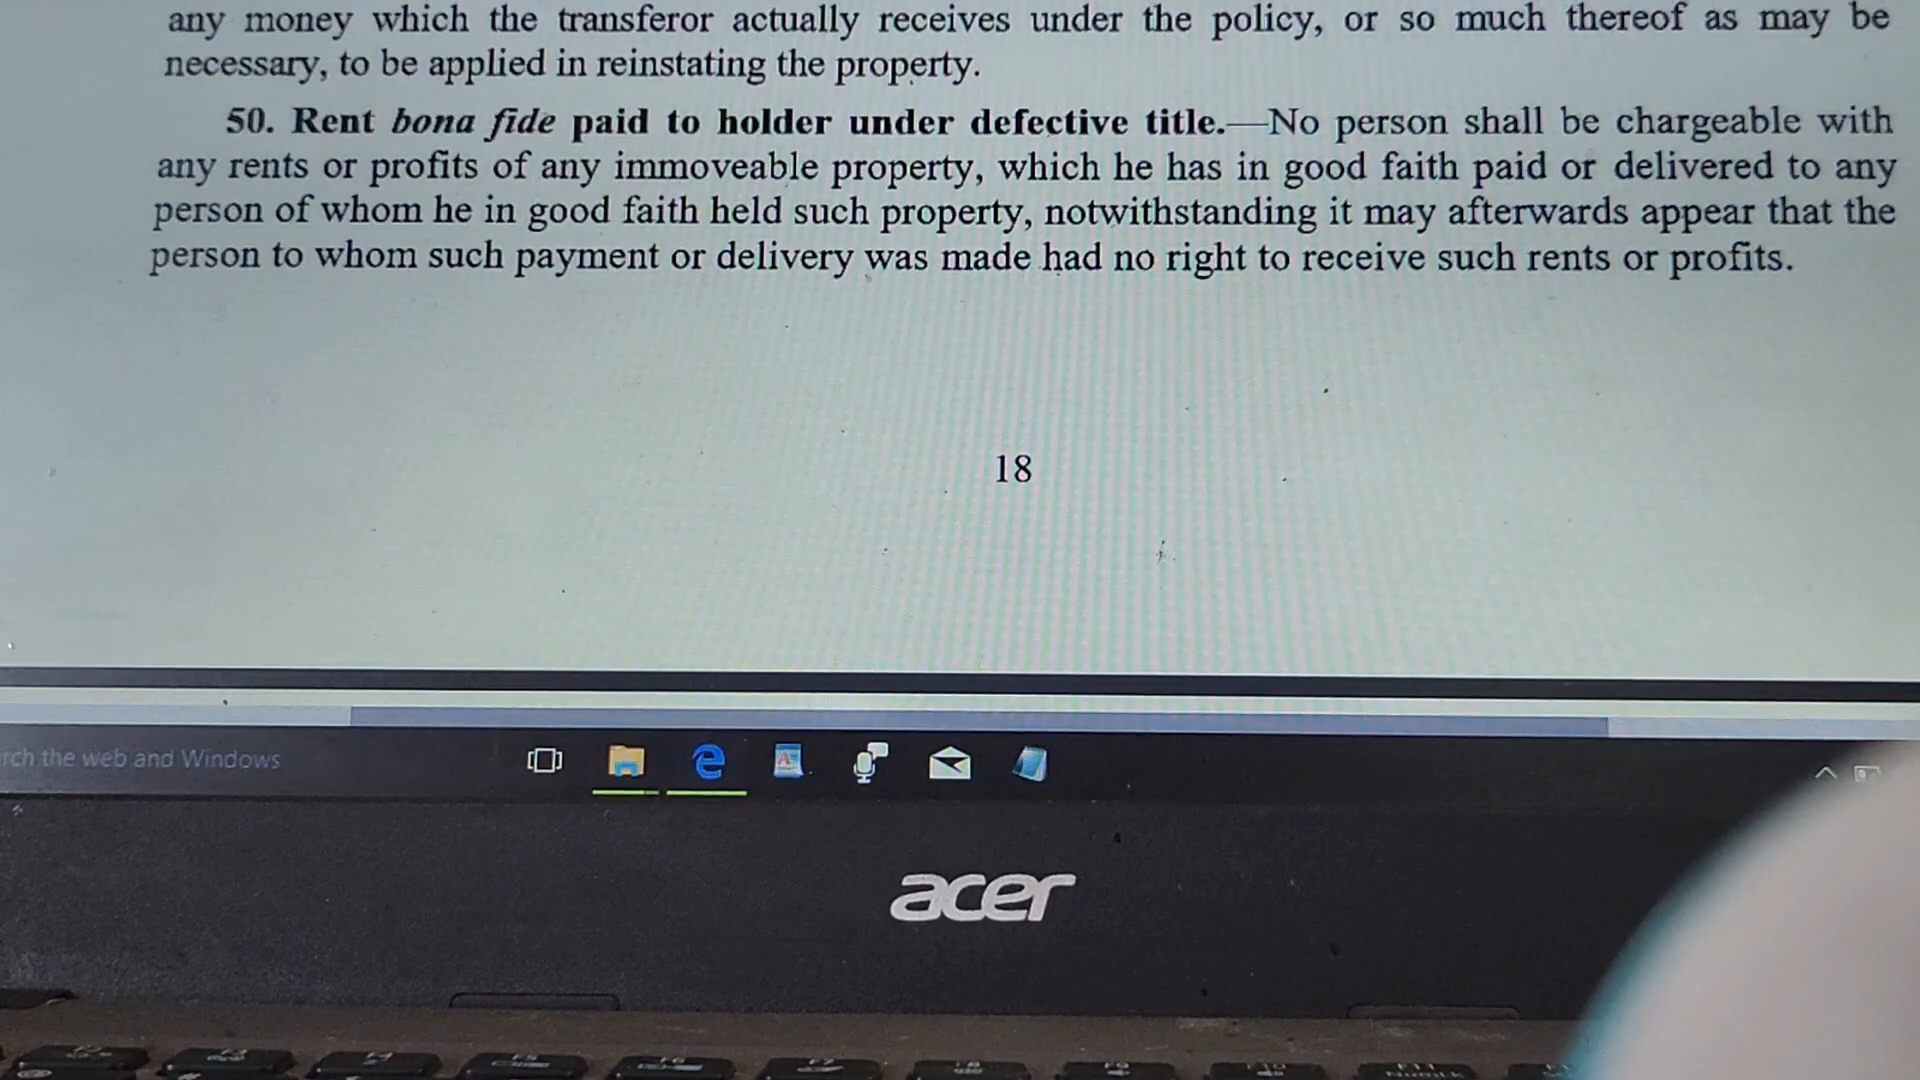 any money which the transferor actually receives under the policy, or so much thereof as may be
necessary, to be applied in reinstating the property.
50. Rent bona fide paid to holder under defective title.—No person shall be chargeable with
any rents or profits of any immoveable property, which he has in good faith paid or delivered to any
person of whom he in good faith held such property, notwithstanding it may afterwards appear that the
person to whom such payment or delivery was made had no right to receive such rents or profits.
18
rch the web and Windows
acer